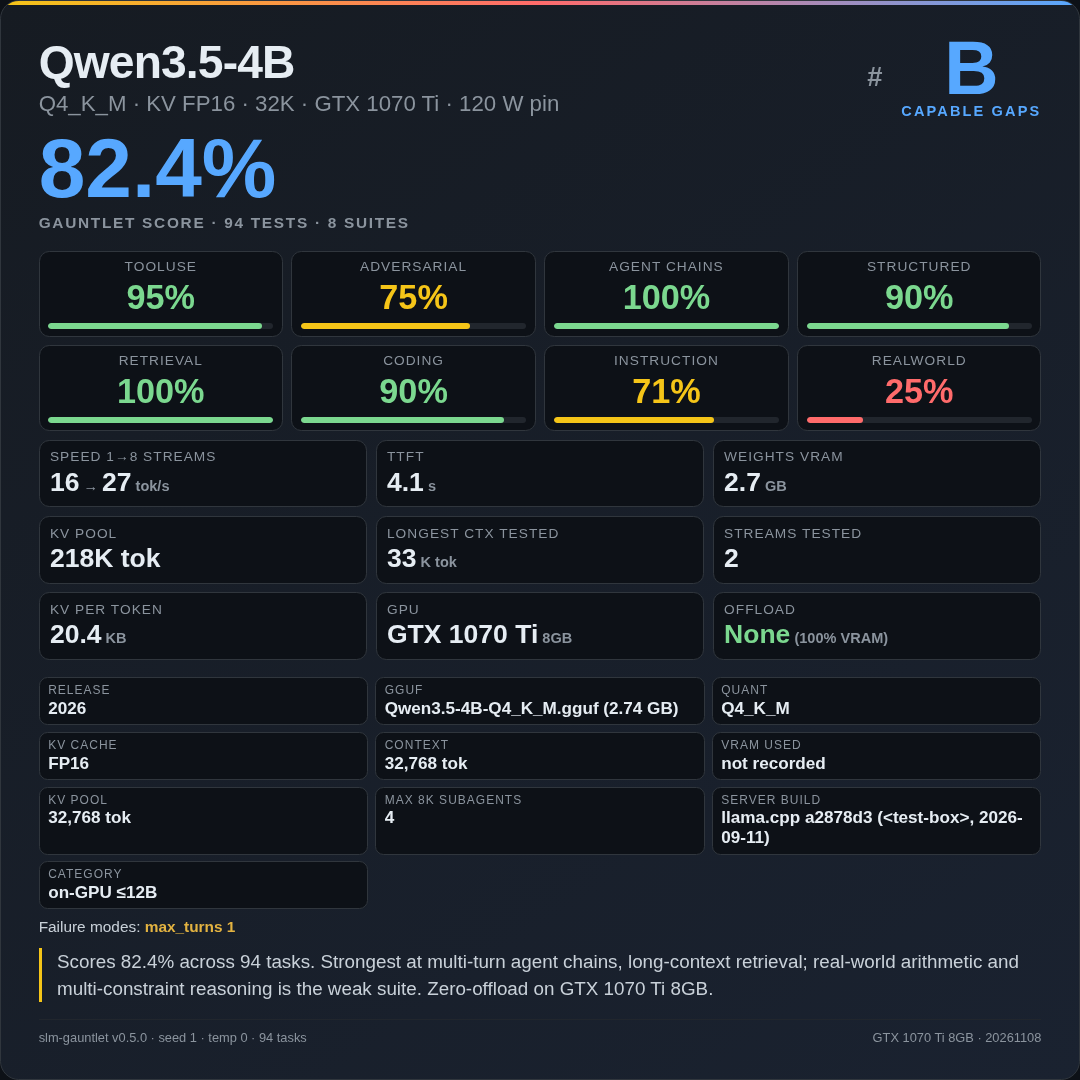 Qwen3.5-4B
Q4_K_M · KV FP16 · 32K · GTX 1070 Ti · 120 W pin
# B
CAPABLE GAPS
82.4%
GAUNTLET SCORE · 94 TESTS · 8 SUITES
TOOLUSE
95%
ADVERSARIAL
75%
AGENT CHAINS
100%
STRUCTURED
90%
RETRIEVAL
100%
CODING
90%
INSTRUCTION
71%
REALWORLD
25%
SPEED 1→8 STREAMS
16 → 27 tok/s
TTFT
4.1 s
WEIGHTS VRAM
2.7 GB
KV POOL
218K tok
LONGEST CTX TESTED
33 K tok
STREAMS TESTED
2
KV PER TOKEN
20.4 KB
GPU
GTX 1070 Ti 8GB
OFFLOAD
None (100% VRAM)
RELEASE
2026
GGUF
Qwen3.5-4B-Q4_K_M.gguf (2.74 GB)
QUANT
Q4_K_M
KV CACHE
FP16
CONTEXT
32,768 tok
VRAM USED
not recorded
KV POOL
32,768 tok
MAX 8K SUBAGENTS
4
SERVER BUILD
llama.cpp a2878d3 (<test-box>, 2026-
09-11)
CATEGORY
on-GPU ≤12B
Failure modes: max_turns 1
Scores 82.4% across 94 tasks. Strongest at multi-turn agent chains, long-context retrieval; real-world arithmetic and
multi-constraint reasoning is the weak suite. Zero-offload on GTX 1070 Ti 8GB.
slm-gauntlet v0.5.0 · seed 1 · temp 0 · 94 tasks
GTX 1070 Ti 8GB · 20261108